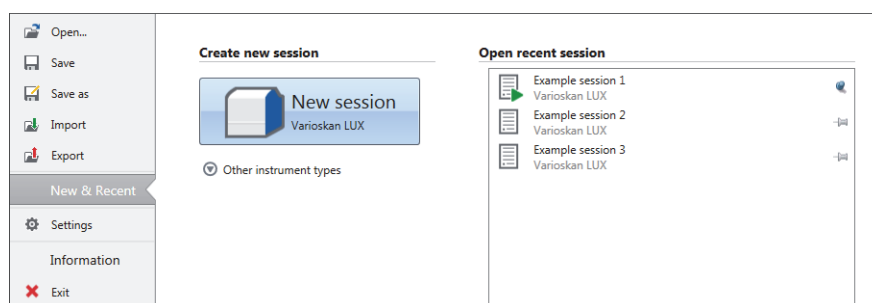 Open...
Save
Save as
Import
Export
New & Recent
Settings
Information
Exit
Create new session
New session
Varioskan LUX
Other instrument types
Open recent session
Example session 1
Varioskan LUX
Example session 2
Varioskan LUX
Example session 3
Varioskan LUX